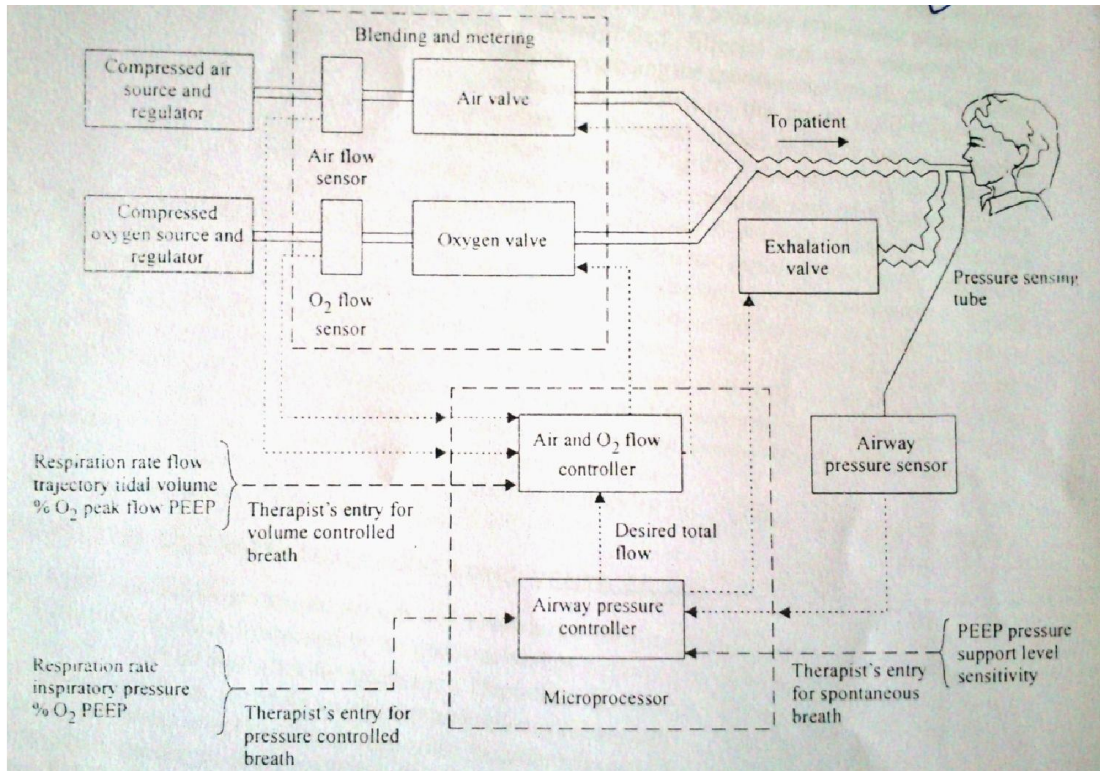 Blending and metering
Compressed air
source and
regulator
Air valve
To patient
Air flow
sensor
Compressed
oxygen source and
regulator
Oxygen valve
Exhalation
valve
Pressure sensing
tube
O2 flow
sensor
Air and O2 flow
controller
Airway
pressure sensor
Respiration rate flow
trajectory tidal volume
% O2 peak flow PEEP
Therapist's entry for
volume controlled
breath
Desired total
flow
Airway pressure
controller
PEEP pressure
support level
sensitivity
Therapist's entry
for spontaneous
breath
Respiration rate
inspiratory pressure
% O2 PEEP
Microprocessor
Therapist's entry for
pressure controlled
breath